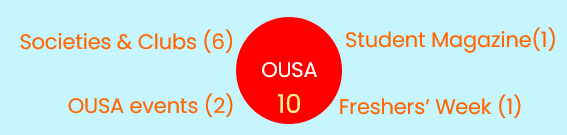 Societies & Clubs (6)
Student Magazine(1)
OUSA
10
OUSA events (2)
Freshers’ Week (1)